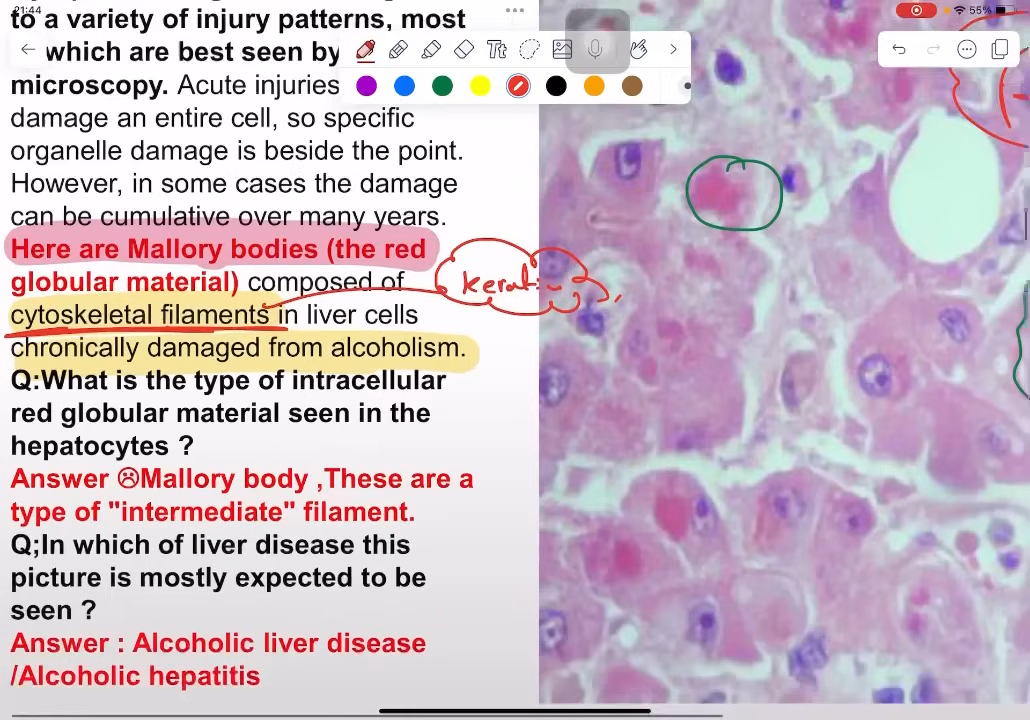 21:44
to a variety of injury patterns, most
which are best seen by
Tt
microscopy. Acute injuries
damage an entire cell, so specific
organelle damage is beside the point.
However, in some cases the damage
can be cumulative over many years.
Here are Mallory bodies (the red
globular material) composed of
cytoskeletal filaments in liver cells
chronically damaged from alcoholism.
Q:What is the type of intracellular
red globular material seen in the
hepatocytes ?
Answer ☹Mallory body ,These are a
type of "intermediate" filament.
Q;In which of liver disease this
picture is mostly expected to be
seen ?
Answer : Alcoholic liver disease
/Alcoholic hepatitis
55%